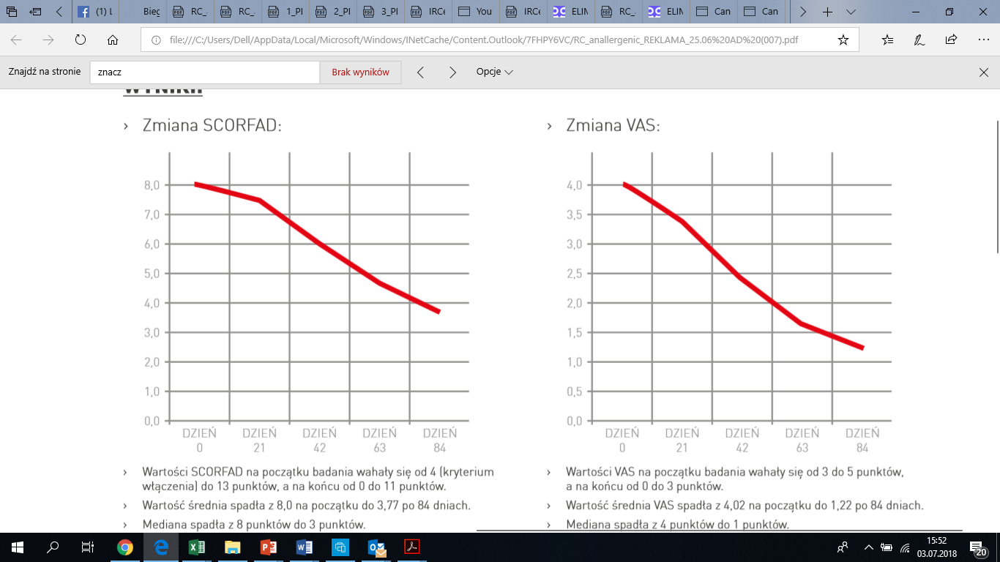 (1) l
Bieg
RC_
RC_
1_PI
2_PI
3_PI
IRCe
You
IRCe
ELIN
RC_
ELIN
Can
Can
file:///C:/Users/Dell/AppData/Local/Microsoft/Windows/INetCache/Content.Outlook/7FHPY6VC/RC_anallergenic_REKLAMA_25.06%20AD%20(007).pdf
Znajdź na stronie
znacz
Brak wyników
Opcje
WYNIKI:
› Zmiana SCORFAD:
8,0
7,0
6,0
5,0
4,0
3,0
2,0
1,0
0,0
DZIEŃ DZIEŃ DZIEŃ DZIEŃ DZIEŃ
0 21 42 63 84
› Wartości SCORFAD na początku badania wahały się od 4 (kryterium
włączenia) do 13 punktów, a na końcu od 0 do 11 punktów.
› Wartość średnia spadła z 8,0 na początku do 3,77 po 84 dniach.
› Mediana spadła z 8 punktów do 3 punktów.
› Zmiana VAS:
4,0
3,5
3,0
2,5
2,0
1,5
1,0
0,5
0,0
DZIEŃ DZIEŃ DZIEŃ DZIEŃ DZIEŃ
0 21 42 63 84
› Wartości VAS na początku badania wahały się od 3 do 5 punktów,
a na końcu od 0 do 3 punktów.
› Wartość średnia VAS spadła z 4,02 na początku do 1,22 po 84 dniach.
› Mediana spadła z 4 punktów do 1 punktu.
15:52
03.07.2018
20